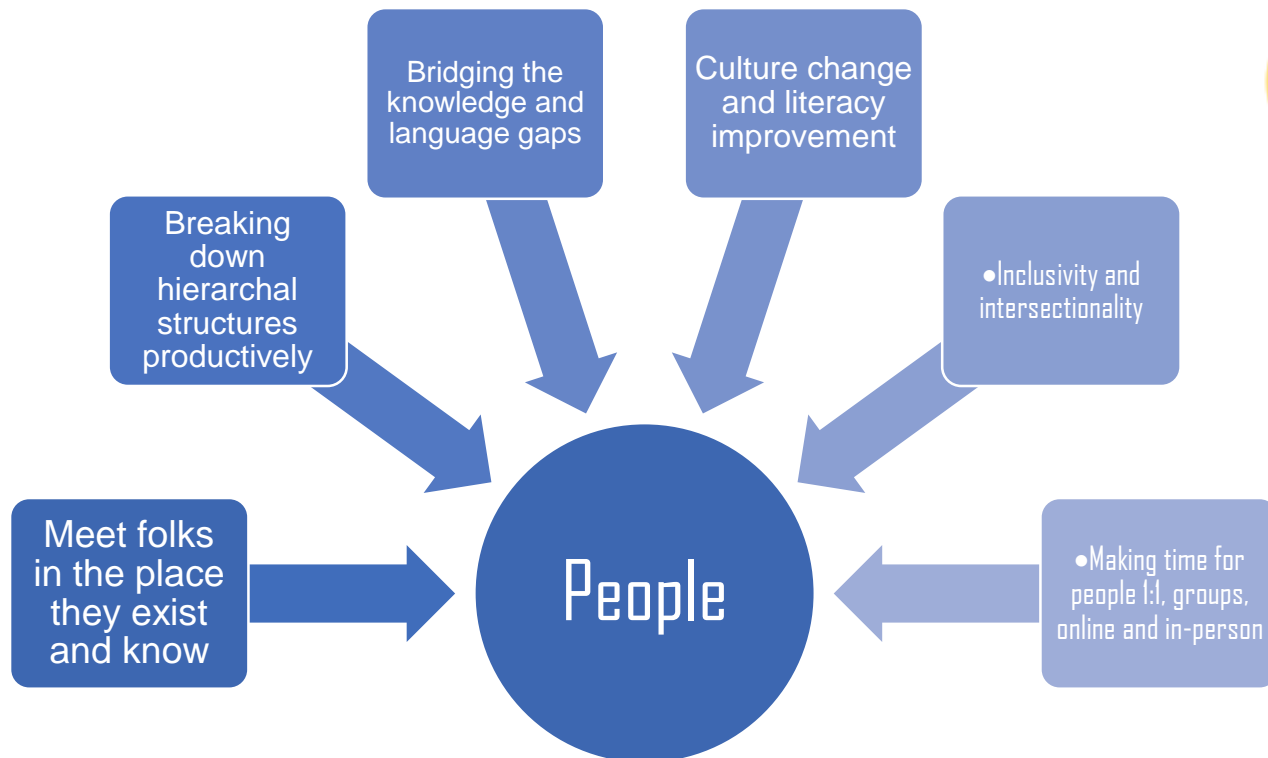 Bridging the
knowledge and
language gaps
Culture change
and literacy
improvement
Breaking
down
hierarchal
structures
productively
•Inclusivity and
intersectionality
Meet folks
in the place
they exist
and know
People
•Making time for
people 1:1, groups,
online and in-person